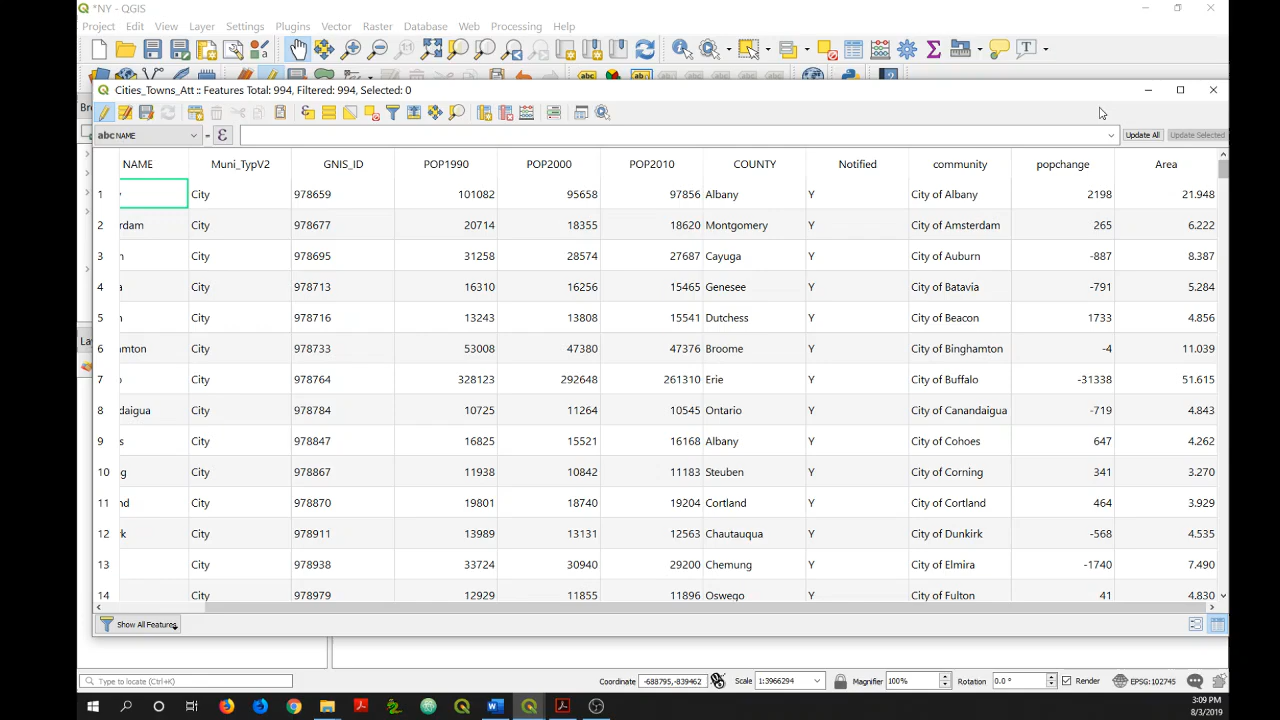 *NY - QGIS
Project Edit View Layer Settings Plugins Vector Raster Database Web Processing Help
Cities_Towns_Att :: Features Total: 994, Filtered: 994, Selected: 0
abc NAME = ε Update All Update Selected
NAME Muni_TypV2 GNIS_ID POP1990 POP2000 POP2010 COUNTY Notified community popchange Area
1 City 978659 101082 95658 97856 Albany Y City of Albany 2198 21.948
2 rdam City 978677 20714 18355 18620 Montgomery Y City of Amsterdam 265 6.222
3 n City 978695 31258 28574 27687 Cayuga Y City of Auburn -887 8.387
4 a City 978713 16310 16256 15465 Genesee Y City of Batavia -791 5.284
5 n City 978716 13243 13808 15541 Dutchess Y City of Beacon 1733 4.856
6 amton City 978733 53008 47380 47376 Broome Y City of Binghamton -4 11.039
7 o City 978764 328123 292648 261310 Erie Y City of Buffalo -31338 51.615
8 daigua City 978784 10725 11264 10545 Ontario Y City of Canandaigua -719 4.843
9 s City 978847 16825 15521 16168 Albany Y City of Cohoes 647 4.262
10 g City 978867 11938 10842 11183 Steuben Y City of Corning 341 3.270
11 nd City 978870 19801 18740 19204 Cortland Y City of Cortland 464 3.929
12 k City 978911 13989 13131 12563 Chautauqua Y City of Dunkirk -568 4.535
13 City 978938 33724 30940 29200 Chemung Y City of Elmira -1740 7.490
14 City 978979 12929 11855 11896 Oswego Y City of Fulton 41 4.830
Show All Features
Type to locate (Ctrl+K) Coordinate -688795,-839462 Scale 1:3966294 Magnifier 100% Rotation 0.0 ° Render EPSG:102745
3:09 PM
8/3/2019